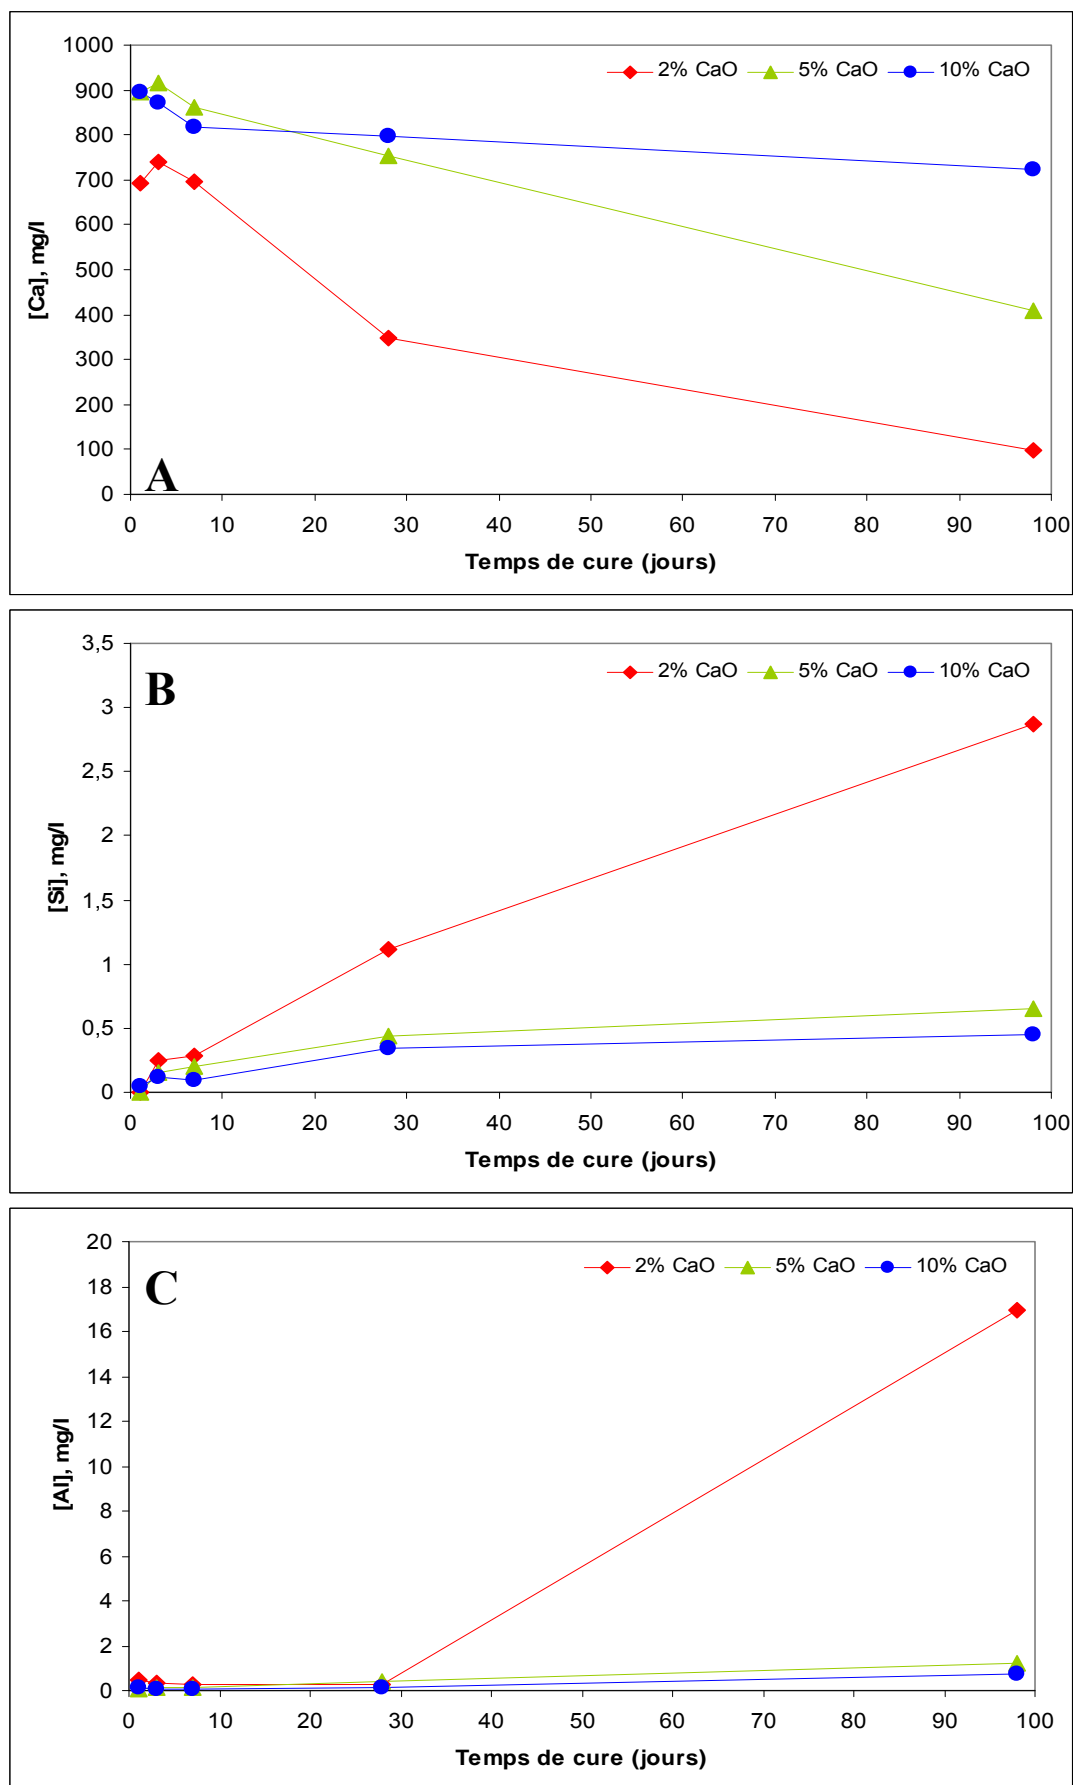 2% CaO 5% CaO 10% CaO
1000
900
800
700
600
500
400
300
200
100
0
[Ca], mg/l
A
0 10 20 30 40 50 60 70 80 90 100
Temps de cure (jours)
2% CaO 5% CaO 10% CaO
3,5
3
2,5
2
1,5
1
0,5
0
[Si], mg/l
B
0 10 20 30 40 50 60 70 80 90 100
Temps de cure (jours)
2% CaO 5% CaO 10% CaO
20
18
16
14
12
10
8
6
4
2
0
[Al], mg/l
C
0 10 20 30 40 50 60 70 80 90 100
Temps de cure (jours)